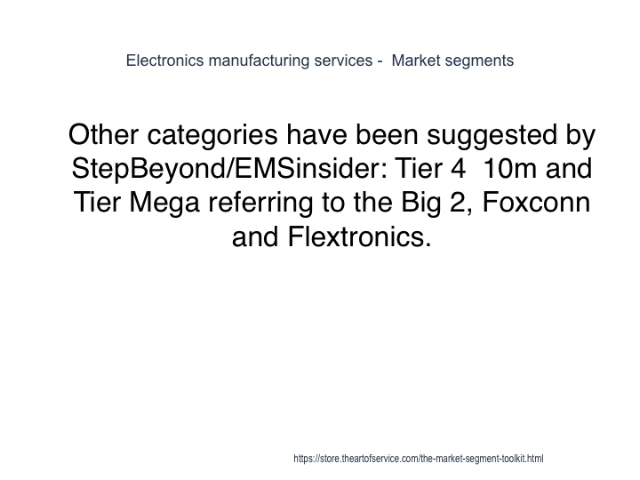 Electronics manufacturing services -  Market segments
Other categories have been suggested by
StepBeyond/EMSinsider: Tier 4  10m and
Tier Mega referring to the Big 2, Foxconn
and Flextronics.
https://store.theartofservice.com/the-market-segment-toolkit.html